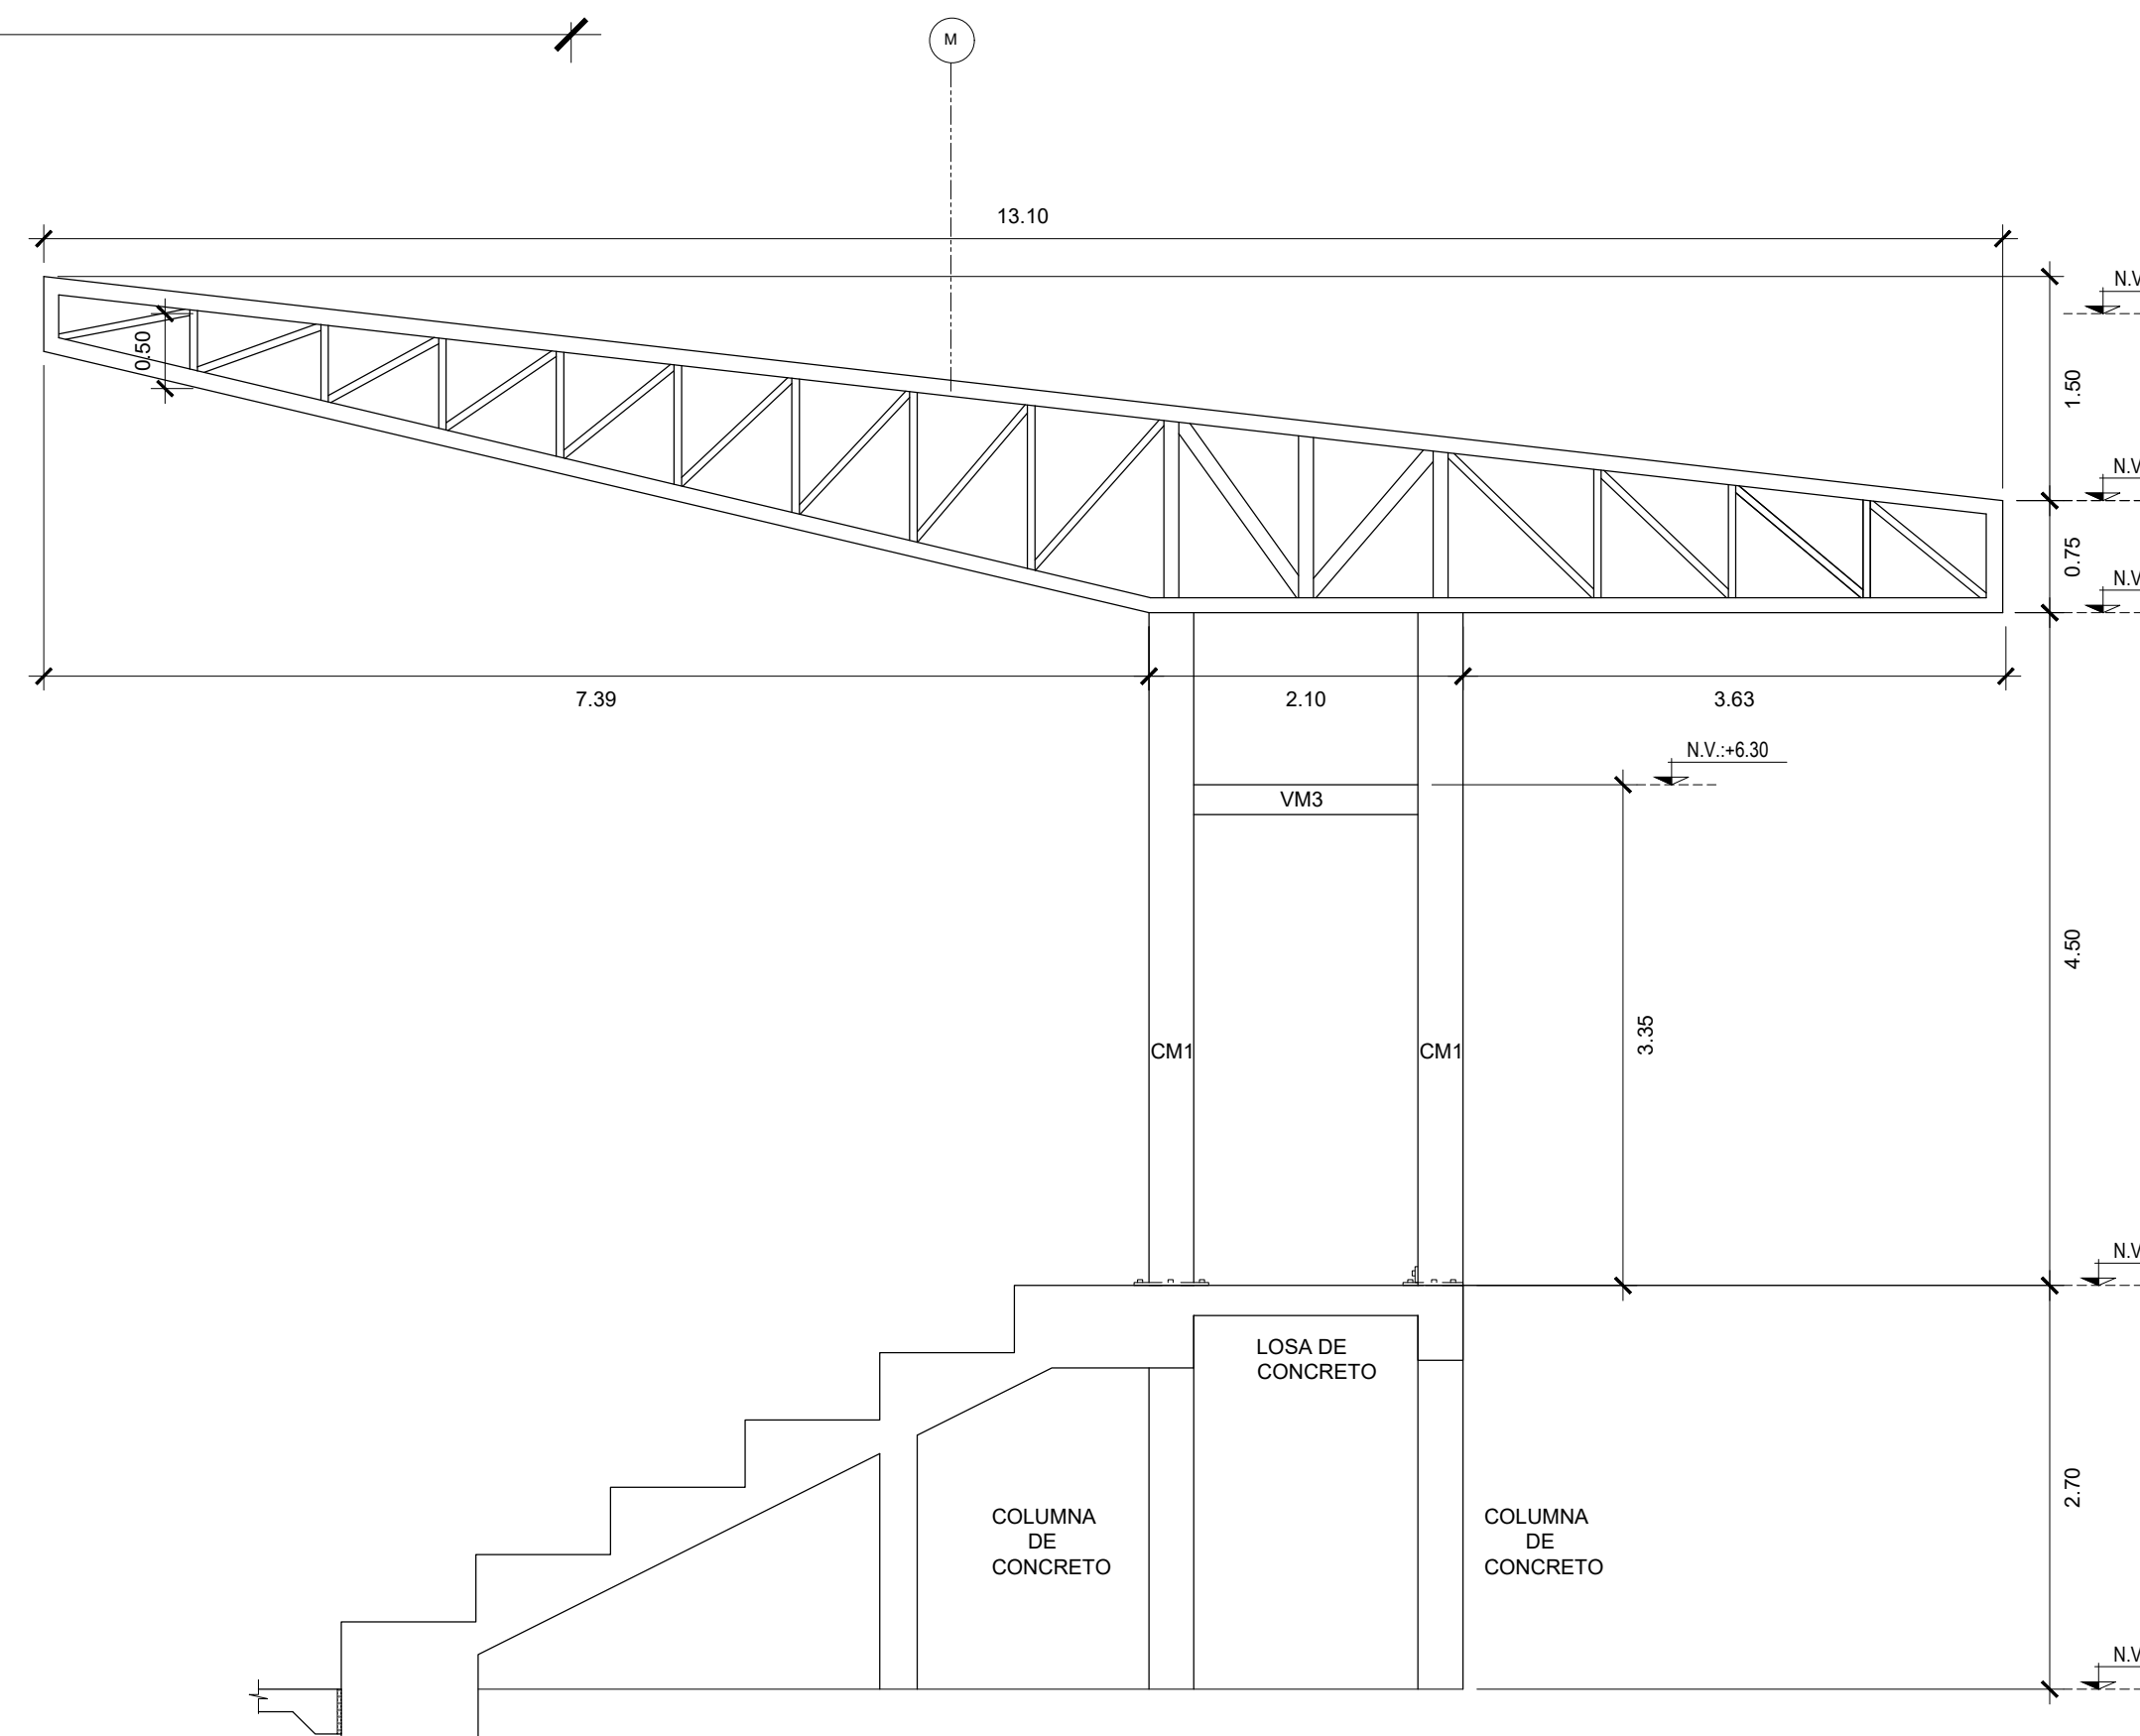 M
13.10
N.V
0.50
1.50
N.V
0.75
N.V
7.39
2.10
3.63
N.V.:+6.30
VM3
4.50
3.35
CM1
CM1
N.V
LOSA DE
CONCRETO
2.70
COLUMNA
DE
CONCRETO
COLUMNA
DE
CONCRETO
N.V